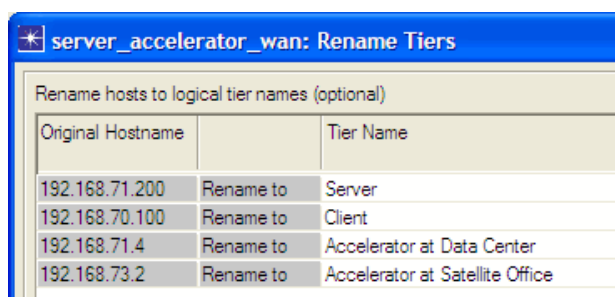 server_accelerator_wan: Rename Tiers
Rename hosts to logical tier names (optional)
Original Hostname Tier Name
192.168.71.200 Rename to Server
192.168.70.100 Rename to Client
192.168.71.4 Rename to Accelerator at Data Center
192.168.73.2 Rename to Accelerator at Satellite Office